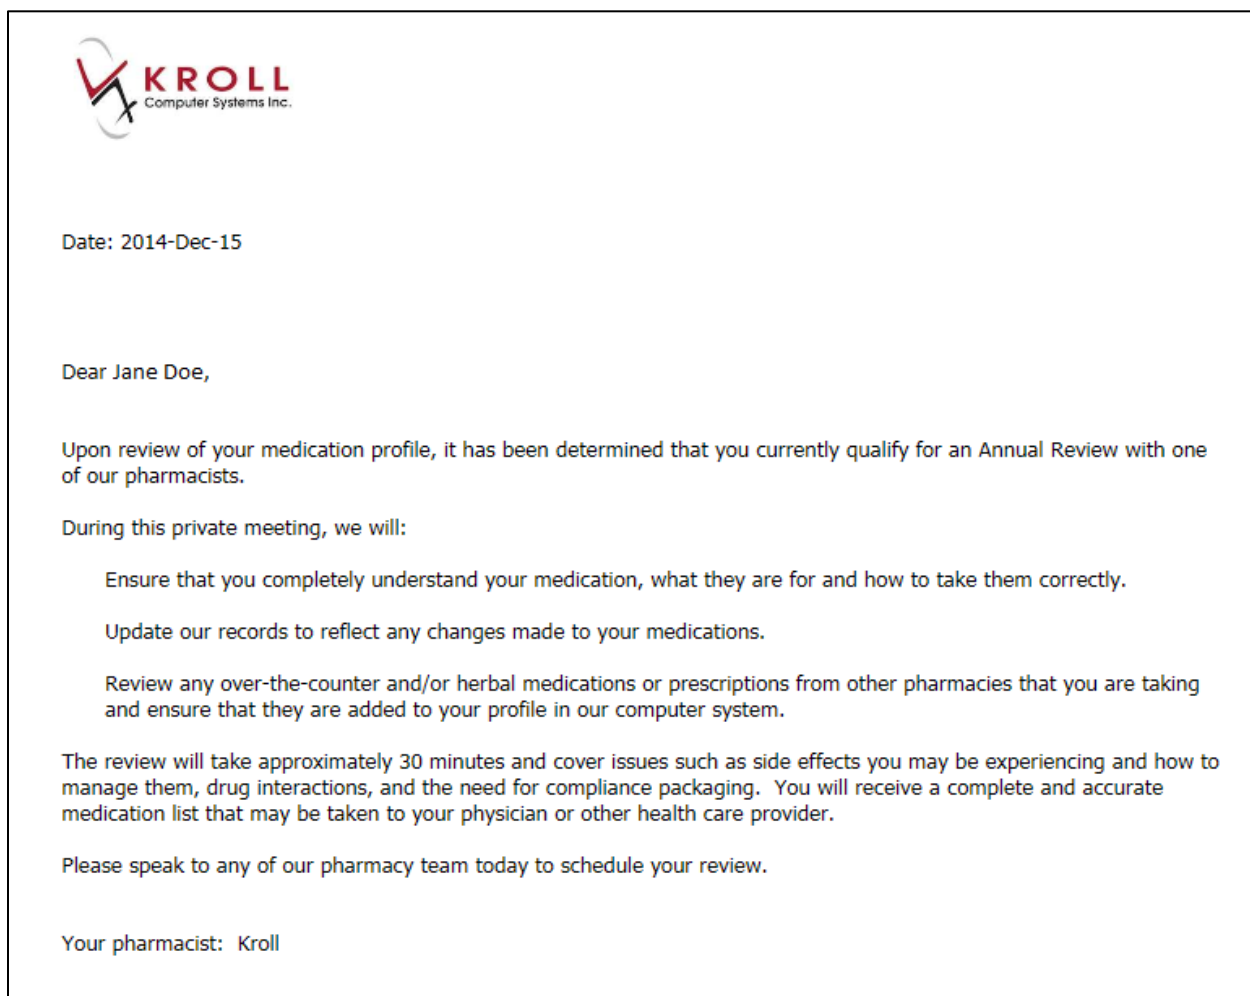 KROLL
Computer Systems Inc.
Date: 2014-Dec-15
Dear Jane Doe,
Upon review of your medication profile, it has been determined that you currently qualify for an Annual Review with one
of our pharmacists.
During this private meeting, we will:
Ensure that you completely understand your medication, what they are for and how to take them correctly.
Update our records to reflect any changes made to your medications.
Review any over-the-counter and/or herbal medications or prescriptions from other pharmacies that you are taking
and ensure that they are added to your profile in our computer system.
The review will take approximately 30 minutes and cover issues such as side effects you may be experiencing and how to
manage them, drug interactions, and the need for compliance packaging.  You will receive a complete and accurate
medication list that may be taken to your physician or other health care provider.
Please speak to any of our pharmacy team today to schedule your review.
Your pharmacist:  Kroll